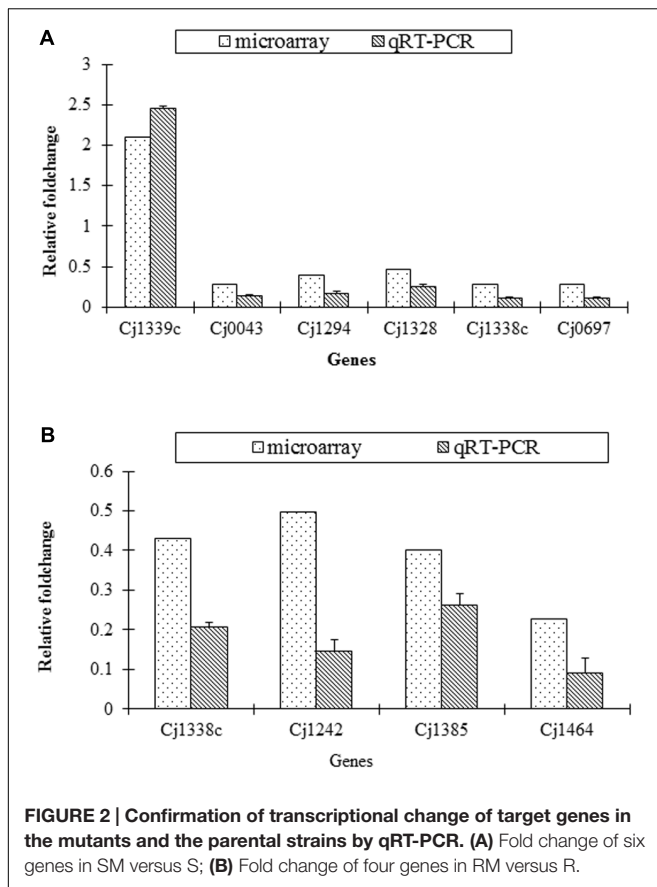 A
microarray qRT-PCR
3
2.5
2
1.5
1
0.5
0
Relative foldchange
Cj1339c Cj0043 Cj1294 Cj1328 Cj1338c Cj0697
Genes
B
microarray qRT-PCR
0.6
0.5
0.4
0.3
0.2
0.1
0
Relative foldchange
Cj1338c Cj1242 Cj1385 Cj1464
Genes
FIGURE 2 | Confirmation of transcriptional change of target genes in
the mutants and the parental strains by qRT-PCR. (A) Fold change of six
genes in SM versus S; (B) Fold change of four genes in RM versus R.